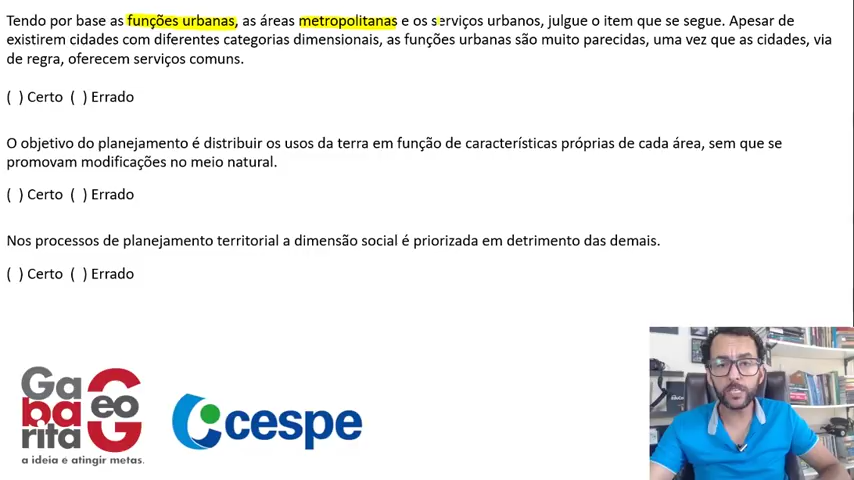 Tendo por base as funções urbanas, as áreas metropolitanas e os serviços urbanos, julgue o item que se segue. Apesar de
existirem cidades com diferentes categorias dimensionais, as funções urbanas são muito parecidas, uma vez que as cidades, via
de regra, oferecem serviços comuns.
( ) Certo ( ) Errado
O objetivo do planejamento é distribuir os usos da terra em função de características próprias de cada área, sem que se
promovam modificações no meio natural.
( ) Certo ( ) Errado
Nos processos de planejamento territorial a dimensão social é priorizada em detrimento das demais.
( ) Certo ( ) Errado
Ga
ba eo
rita G
a ideia e atingir metas.
cespe